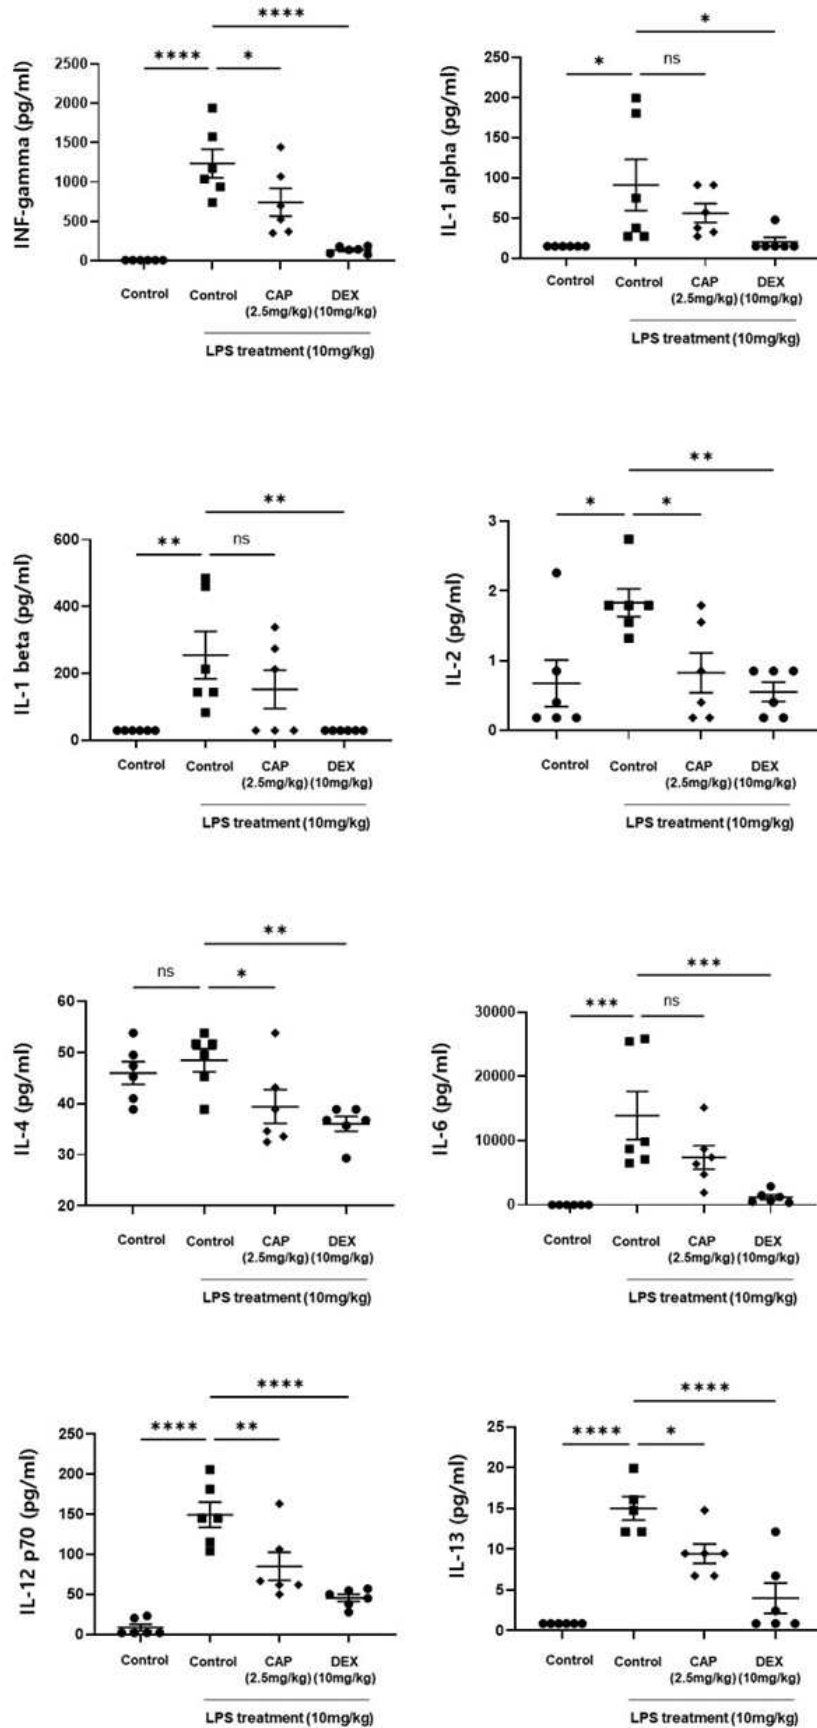 ****
**** *
INF-gamma (pg/ml)
2500
2000
1500
1000
500
0
Control Control CAP DEX
(2.5mg/kg) (10mg/kg)
LPS treatment (10mg/kg)
*
* ns
IL-1 alpha (pg/ml)
250
200
150
100
50
0
Control Control CAP DEX
(2.5mg/kg) (10mg/kg)
LPS treatment (10mg/kg)
**
** ns
IL-1 beta (pg/ml)
600
400
200
0
Control Control CAP DEX
(2.5mg/kg) (10mg/kg)
LPS treatment (10mg/kg)
**
* *
IL-2 (pg/ml)
3
2
1
0
Control Control CAP DEX
(2.5mg/kg) (10mg/kg)
LPS treatment (10mg/kg)
**
ns *
IL-4 (pg/ml)
60
50
40
30
20
Control Control CAP DEX
(2.5mg/kg) (10mg/kg)
LPS treatment (10mg/kg)
***
*** ns
IL-6 (pg/ml)
30000
20000
10000
0
Control Control CAP DEX
(2.5mg/kg) (10mg/kg)
LPS treatment (10mg/kg)
****
**** **
IL-12 p70 (pg/ml)
250
200
150
100
50
0
Control Control CAP DEX
(2.5mg/kg) (10mg/kg)
LPS treatment (10mg/kg)
****
**** *
IL-13 (pg/ml)
25
20
15
10
5
0
Control Control CAP DEX
(2.5mg/kg) (10mg/kg)
LPS treatment (10mg/kg)